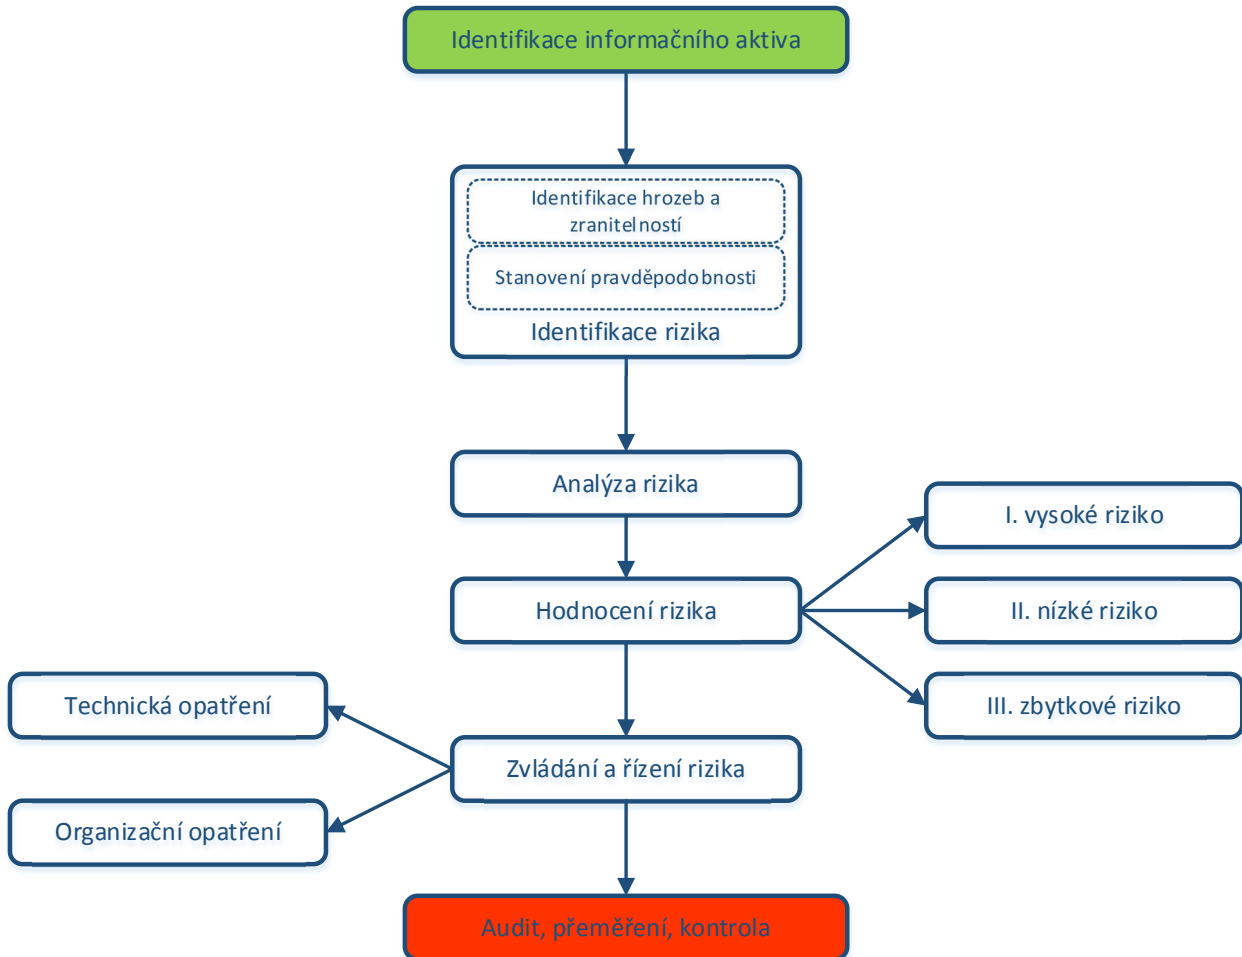 Identifikace informačního aktiva
Identifikace hrozeb a
zranitelností
Stanovení pravděpodobnosti
Identifikace rizika
Analýza rizika
Hodnocení rizika
I. vysoké riziko
II. nízké riziko
III. zbytkové riziko
Zvládání a řízení rizika
Technická opatření
Organizační opatření
Audit, přeměření, kontrola